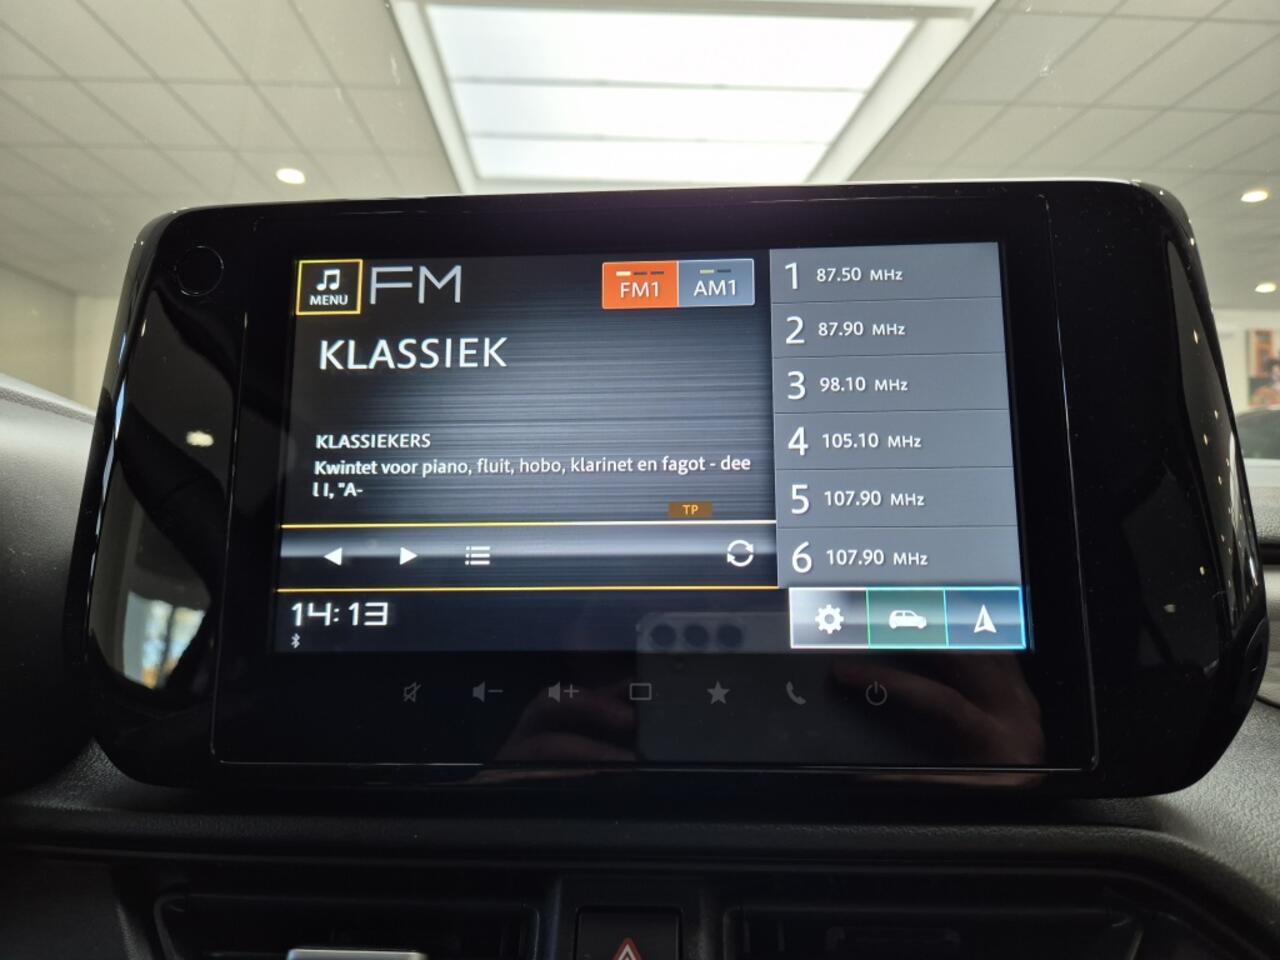 MENU FM
FM1 AM1
KLASSIEK
KLASSIEKERS
Kwintet voor piano, fluit, hobo, klarinet en fagot - dee
l I, "A-
TP
14:13
1 87.50 MHz
2 87.90 MHz
3 98.10 MHz
4 105.10 MHz
5 107.90 MHz
6 107.90 MHz